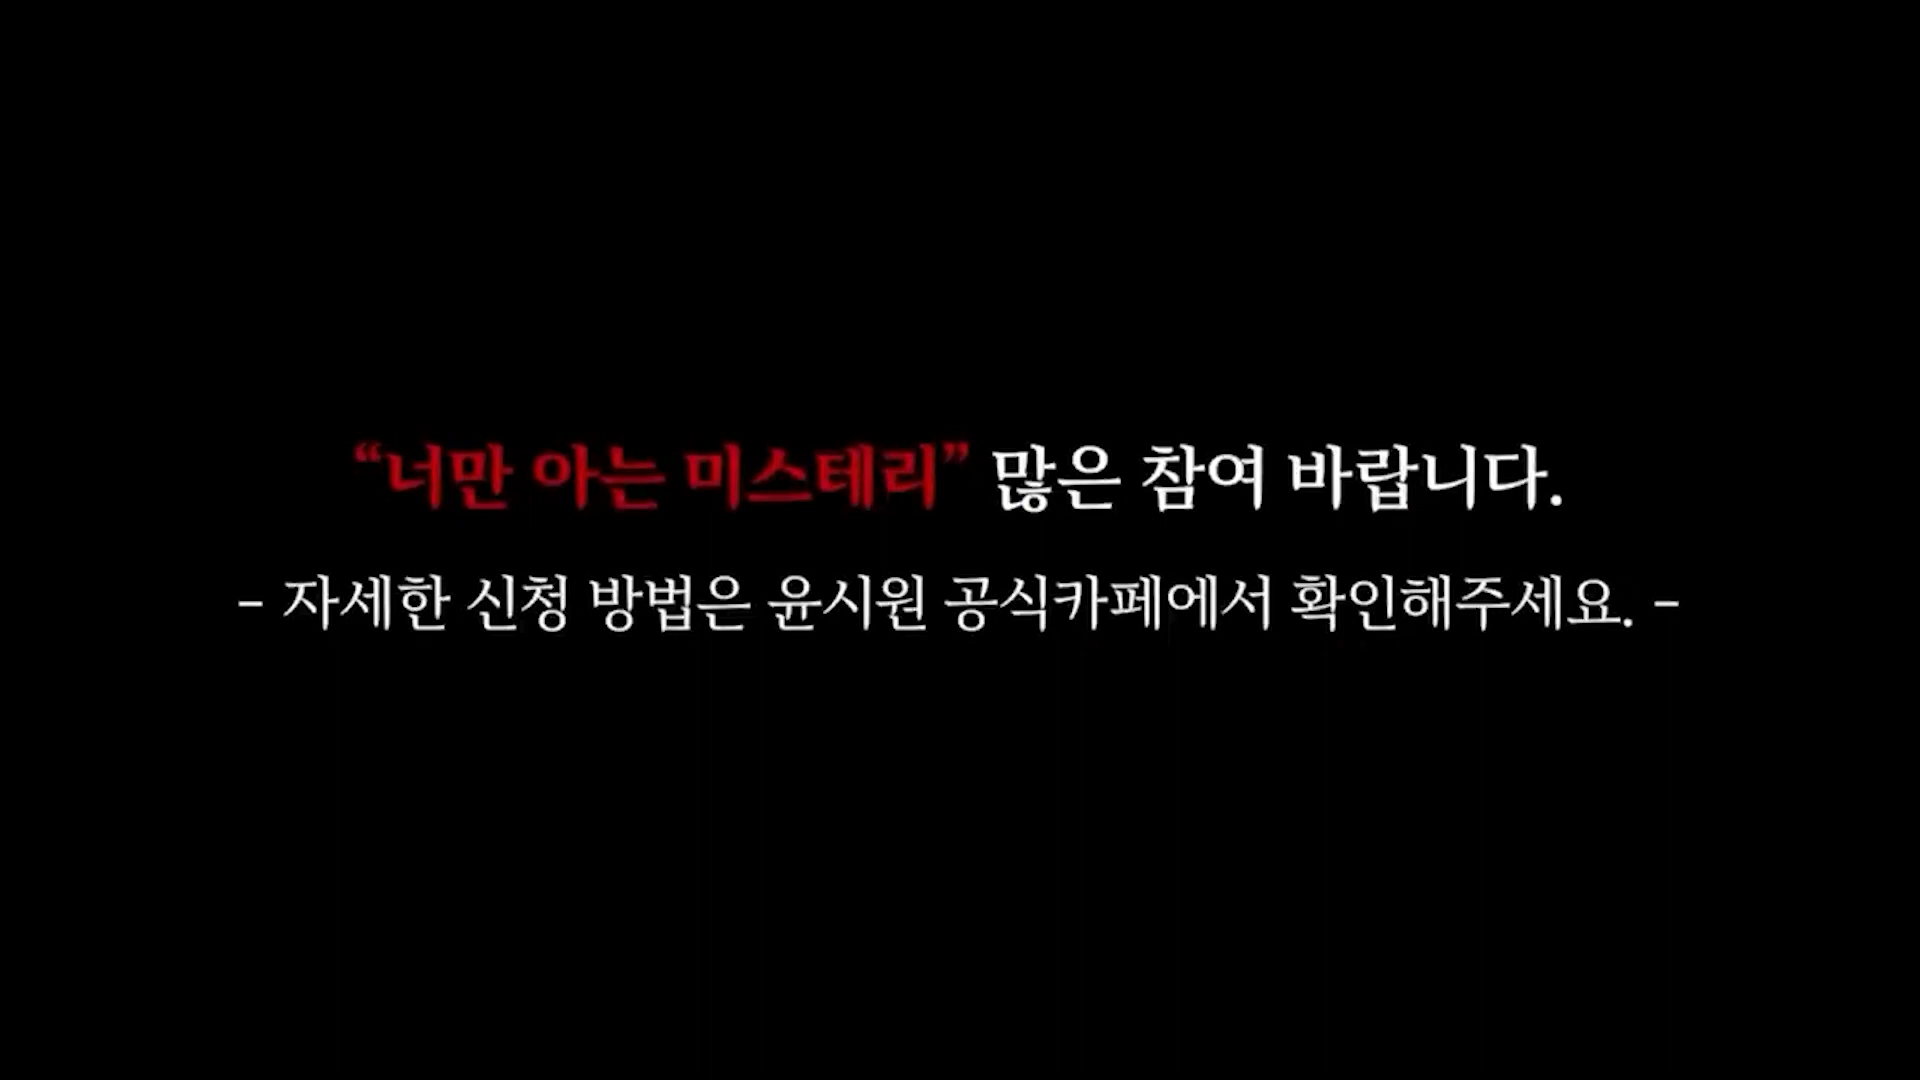 “너만 아는 미스테리” 많은 참여 바랍니다.
- 자세한 신청 방법은 윤시원 공식카페에서 확인해주세요. -